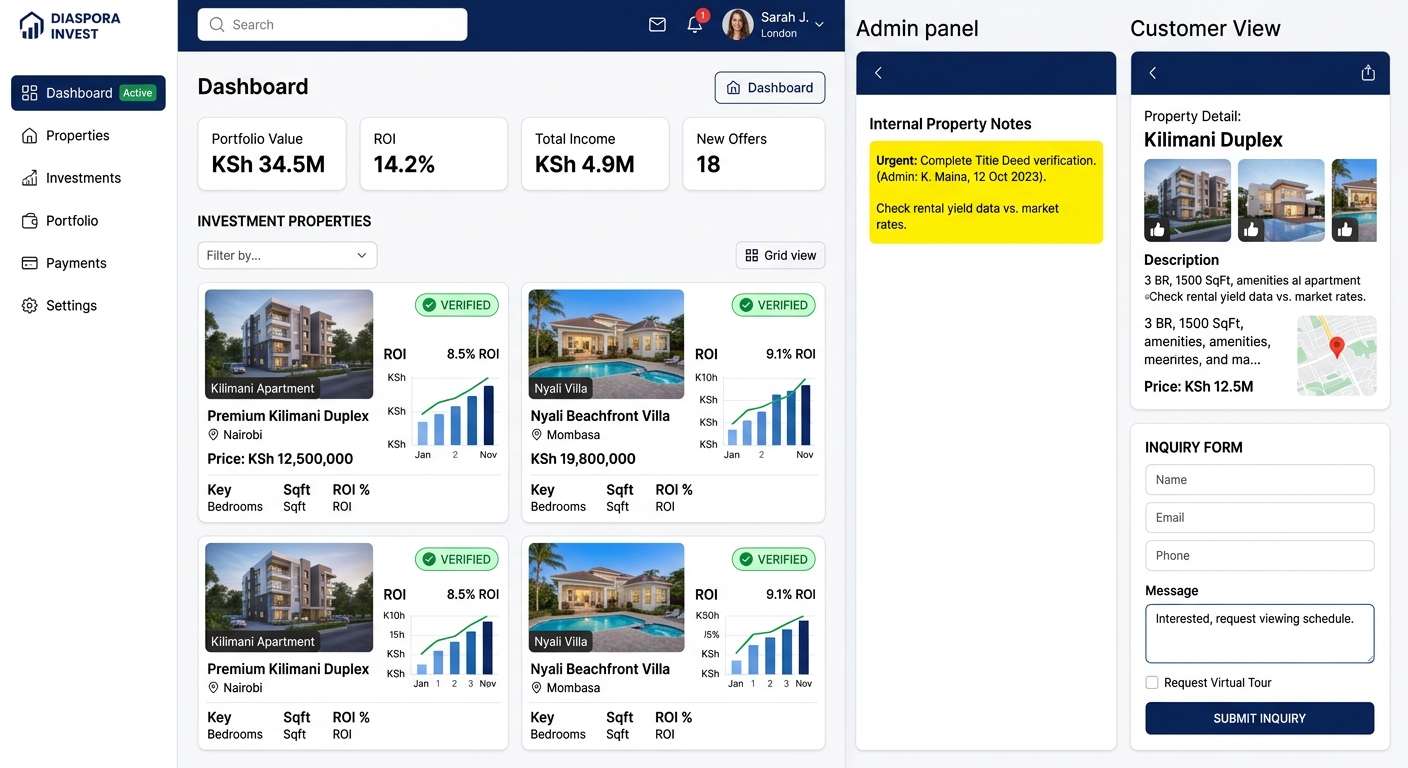 DIASPORA
INVEST
Dashboard Active
Properties
Investments
Portfolio
Payments
Settings
Search
1
Sarah J.
London
Dashboard
Dashboard
Portfolio Value
KSh 34.5M
ROI
14.2%
Total Income
KSh 4.9M
New Offers
18
INVESTMENT PROPERTIES
Filter by...
Grid view
Kilimani Apartment
VERIFIED
ROI 8.5% ROI
KSh
KSh
KSh
Jan 2 Nov
Premium Kilimani Duplex
Nairobi
Price: KSh 12,500,000
Key Sqft ROI %
Bedrooms Sqft ROI
Nyali Villa
VERIFIED
ROI 9.1% ROI
K10h
KSh
KSh
KSh
Jan 2 Nov
Nyali Beachfront Villa
Mombasa
KSh 19,800,000
Key Sqft ROI %
Bedrooms Sqft ROI
Kilimani Apartment
VERIFIED
ROI 8.5% ROI
K10h
15h
KSh
KSh
Jan 1 2 3 Nov
Premium Kilimani Duplex
Nairobi
Key Sqft ROI %
Bedrooms Sqft ROI
Nyali Villa
VERIFIED
ROI 9.1% ROI
K50h
/5%
KSh
KSh
Jan 1 2 3 Nov
Nyali Beachfront Villa
Mombasa
Key Sqft ROI %
Bedrooms Sqft ROI
Admin panel
Internal Property Notes
Urgent: Complete Titie Deed verification.
(Admin: K. Maina, 12 Oct 2023).
Check rental yield data vs. market
rates.
Customer View
Property Detail:
Kilimani Duplex
Description
3 BR, 1500 SqFt, amenities al apartment
Check rental yield data vs. market rates.
3 BR, 1500 SqFt,
amenities, amenities,
and ma...
Price: KSh 12.5M
INQUIRY FORM
Name
Email
Phone
Message
Interested, request viewing schedule.
Request Virtual Tour
SUBMIT INQUIRY